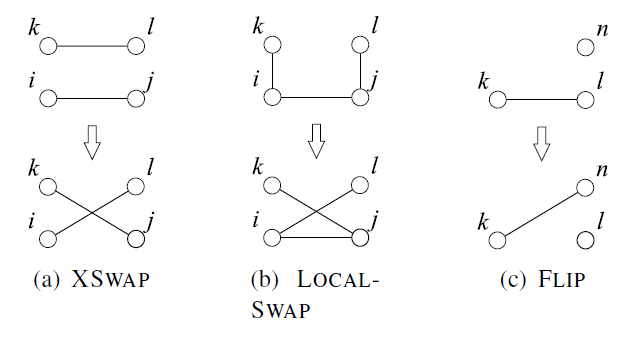 k l
i j
k l
i j
(a) XSWAP
k l
i j
k l
i j
(b) LOCAL-
SWAP
n
k l
n
k l
(c) FLIP